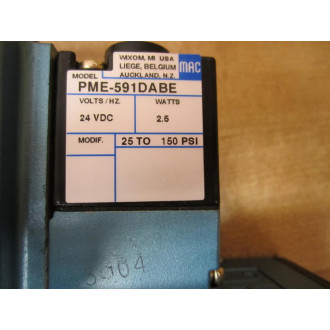 WIXOM, MI USA
LIEGE, BELGIUM
AUCKLAND, N.Z.
MAC
MODEL
PME-591DABE
VOLTS/HZ. WATTS
24 VDC 2.5
MODIF. 25 TO 150 PSI